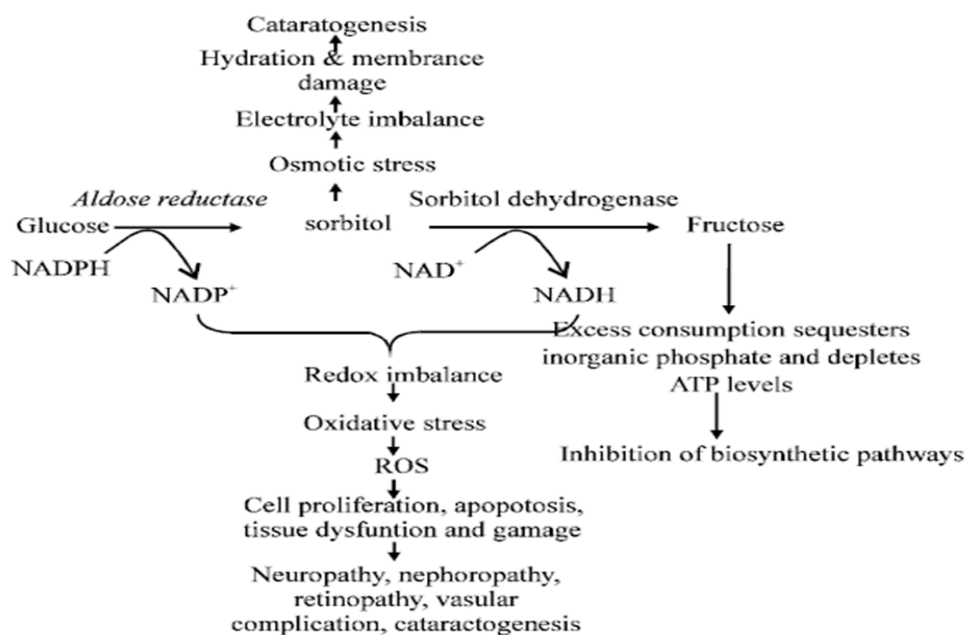 Cataratogenesis
Hydration & membrance
damage
Electrolyte imbalance
Osmotic stress
Aldose reductase
Sorbitol dehydrogenase
Glucose
sorbitol
Fructose
NADPH
NADP+
NAD+
NADH
Excess consumption sequesters
inorganic phosphate and depletes
ATP levels
Redox imbalance
Oxidative stress
Inhibition of biosynthetic pathways
ROS
Cell proliferation, apopotosis,
tissue dysfuntion and gamage
Neuropathy, nephoropathy,
retinopathy, vasular
complication, cataractogenesis